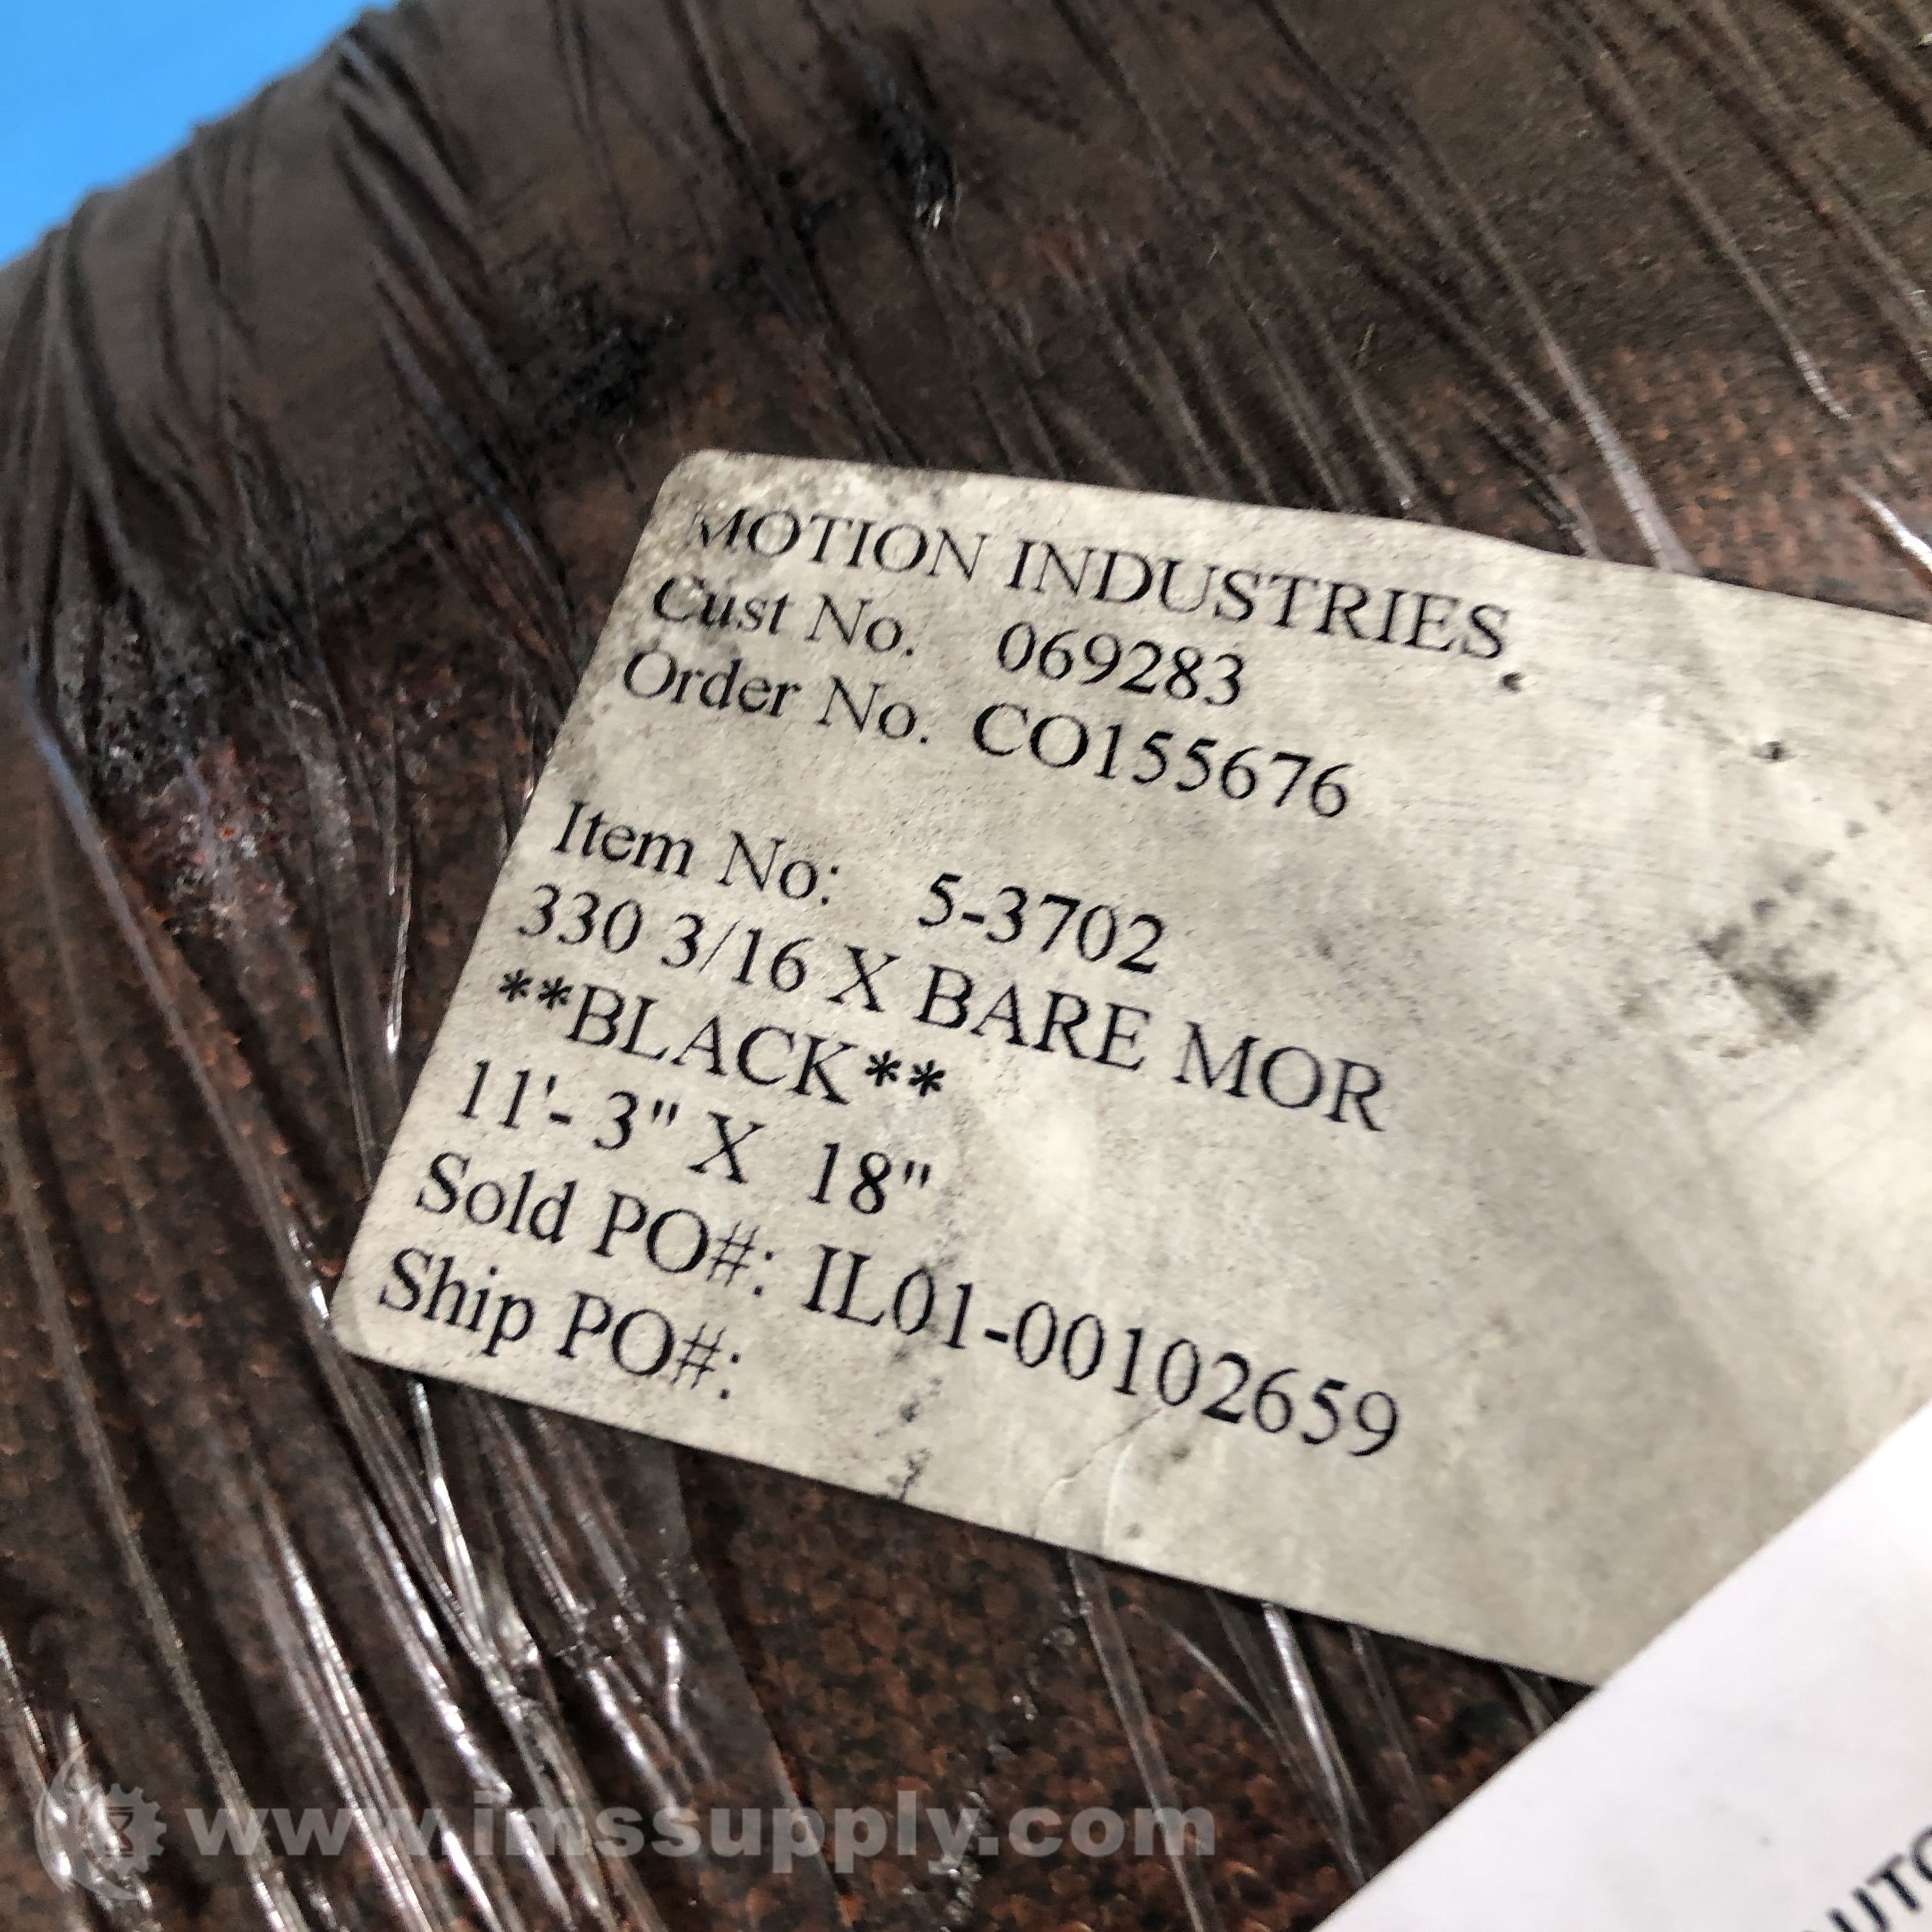 MOTION INDUSTRIES
Cust No. 069283
Order No. CO155676
Item No: 5-3702
330 3/16 X BARE MOR
**BLACK**
11'- 3" X 18"
Sold PO#: IL01-00102659
Ship PO#:
www.imssupply.com